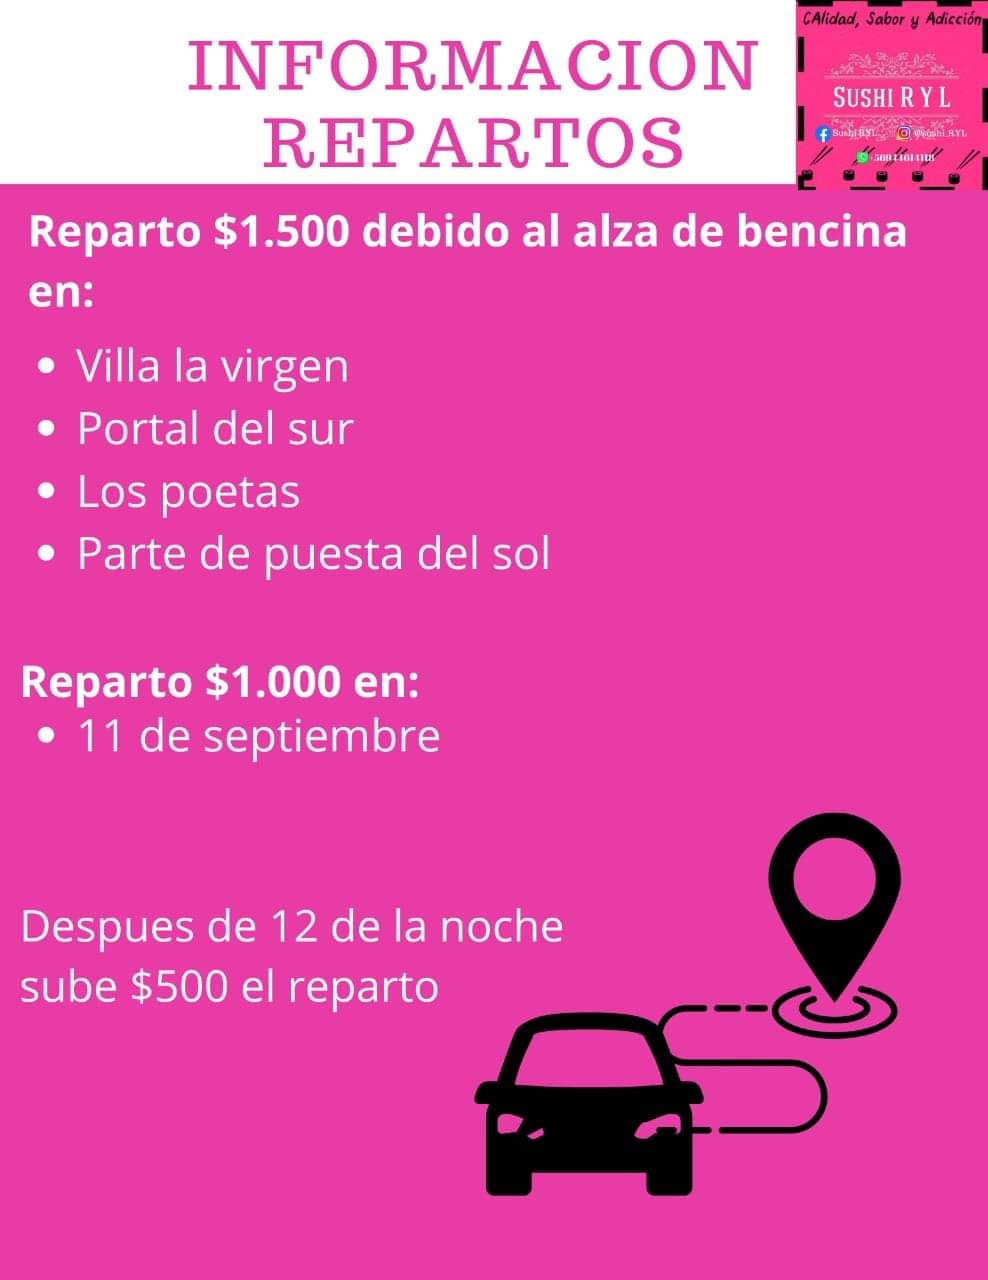 INFORMACION
REPARTOS
CAlidad, Sabor y Adicción
SUSHI R Y L
Sushi RYL
@sushi_RYL
Reparto $1.500 debido al alza de bencina
en:
Villa la virgen
Portal del sur
Los poetas
Parte de puesta del sol
Reparto $1.000 en:
11 de septiembre
Despues de 12 de la noche
sube $500 el reparto